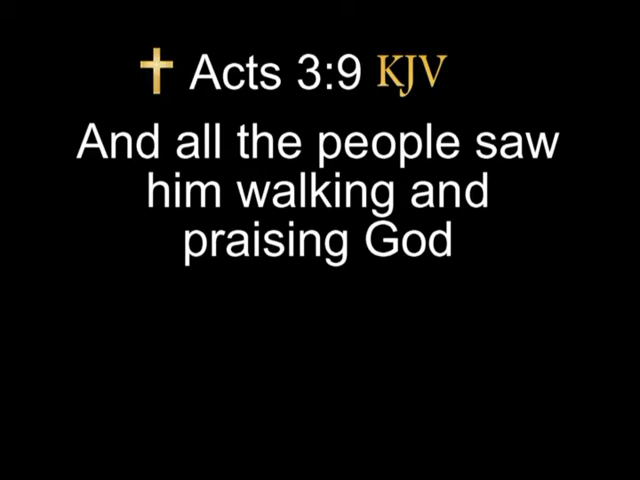 Acts 3:9 KJV
And all the people saw
him walking and
praising God